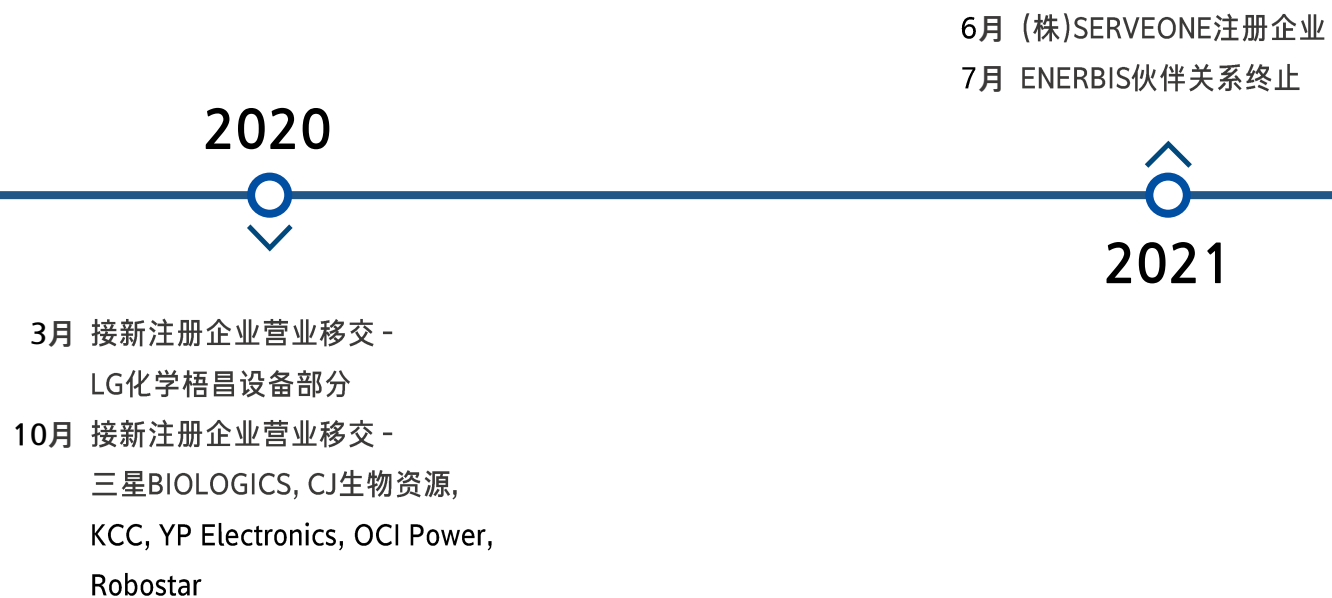 2020
3月 接新注册企业营业移交 -
LG化学梧昌设备部分
10月 接新注册企业营业移交 -
三星BIOLOGICS, CJ生物资源,
KCC, YP Electronics, OCI Power,
Robostar
6月 (株)SERVEONE注册企业
7月 ENERBIS伙伴关系终止
2021